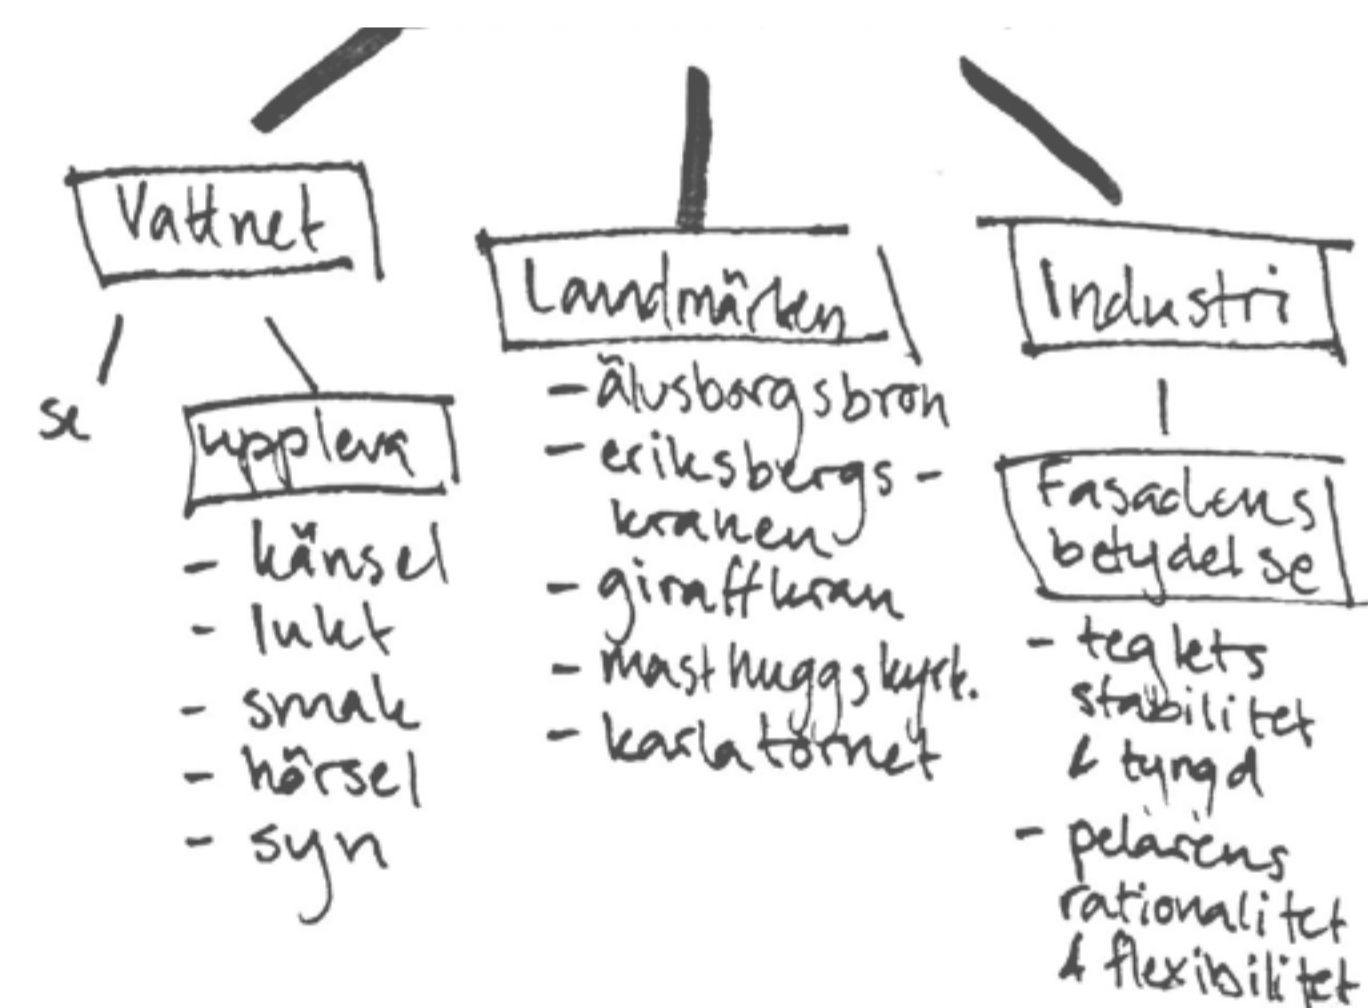 Vattnet
se
uppleva
- känsel
- lukt
- smak
- hörsel
- syn
Landmärken
- älvsborgsbron
- eriksbergs-
kranen
- giraffkran
- masthuggskyrk.
- karlatornet
Industri
Fasadens
betydelse
- teglets
stabilitet
& tyngd
- pelarens
rationalitet
& flexibilitet